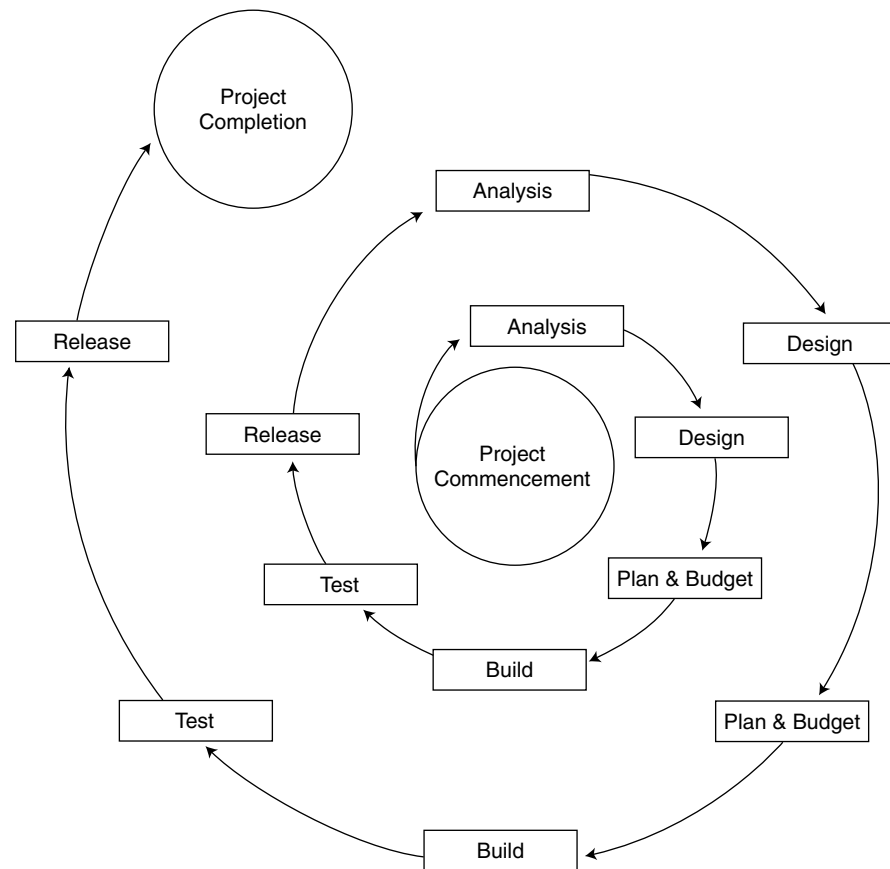 Project
Completion
Analysis
Analysis
Release
Design
Release
Design
Project
Commencement
Test
Plan & Budget
Build
Test
Plan & Budget
Build